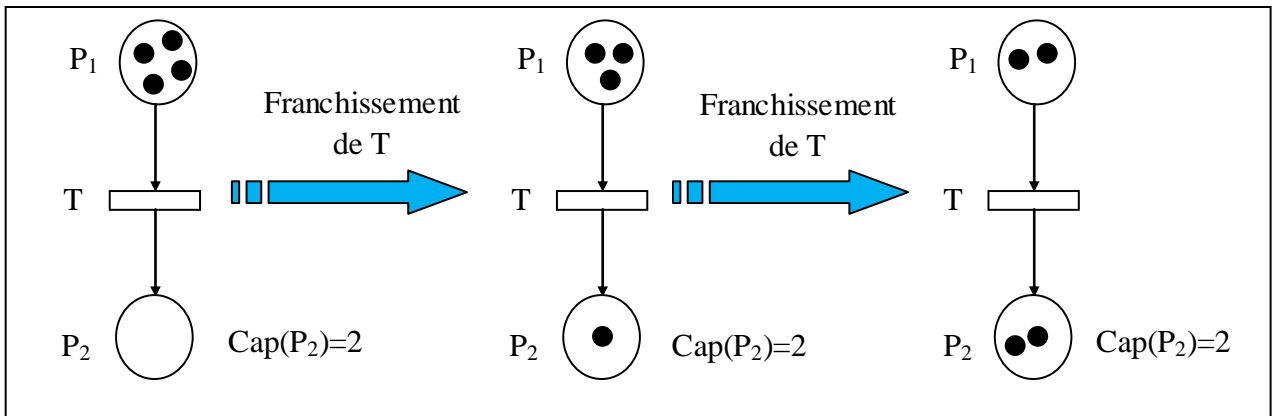 P₁
T
P₂
Cap(P₂)=2
Franchissement
de T
P₁
T
P₂
Cap(P₂)=2
Franchissement
de T
P₁
T
P₂
Cap(P₂)=2